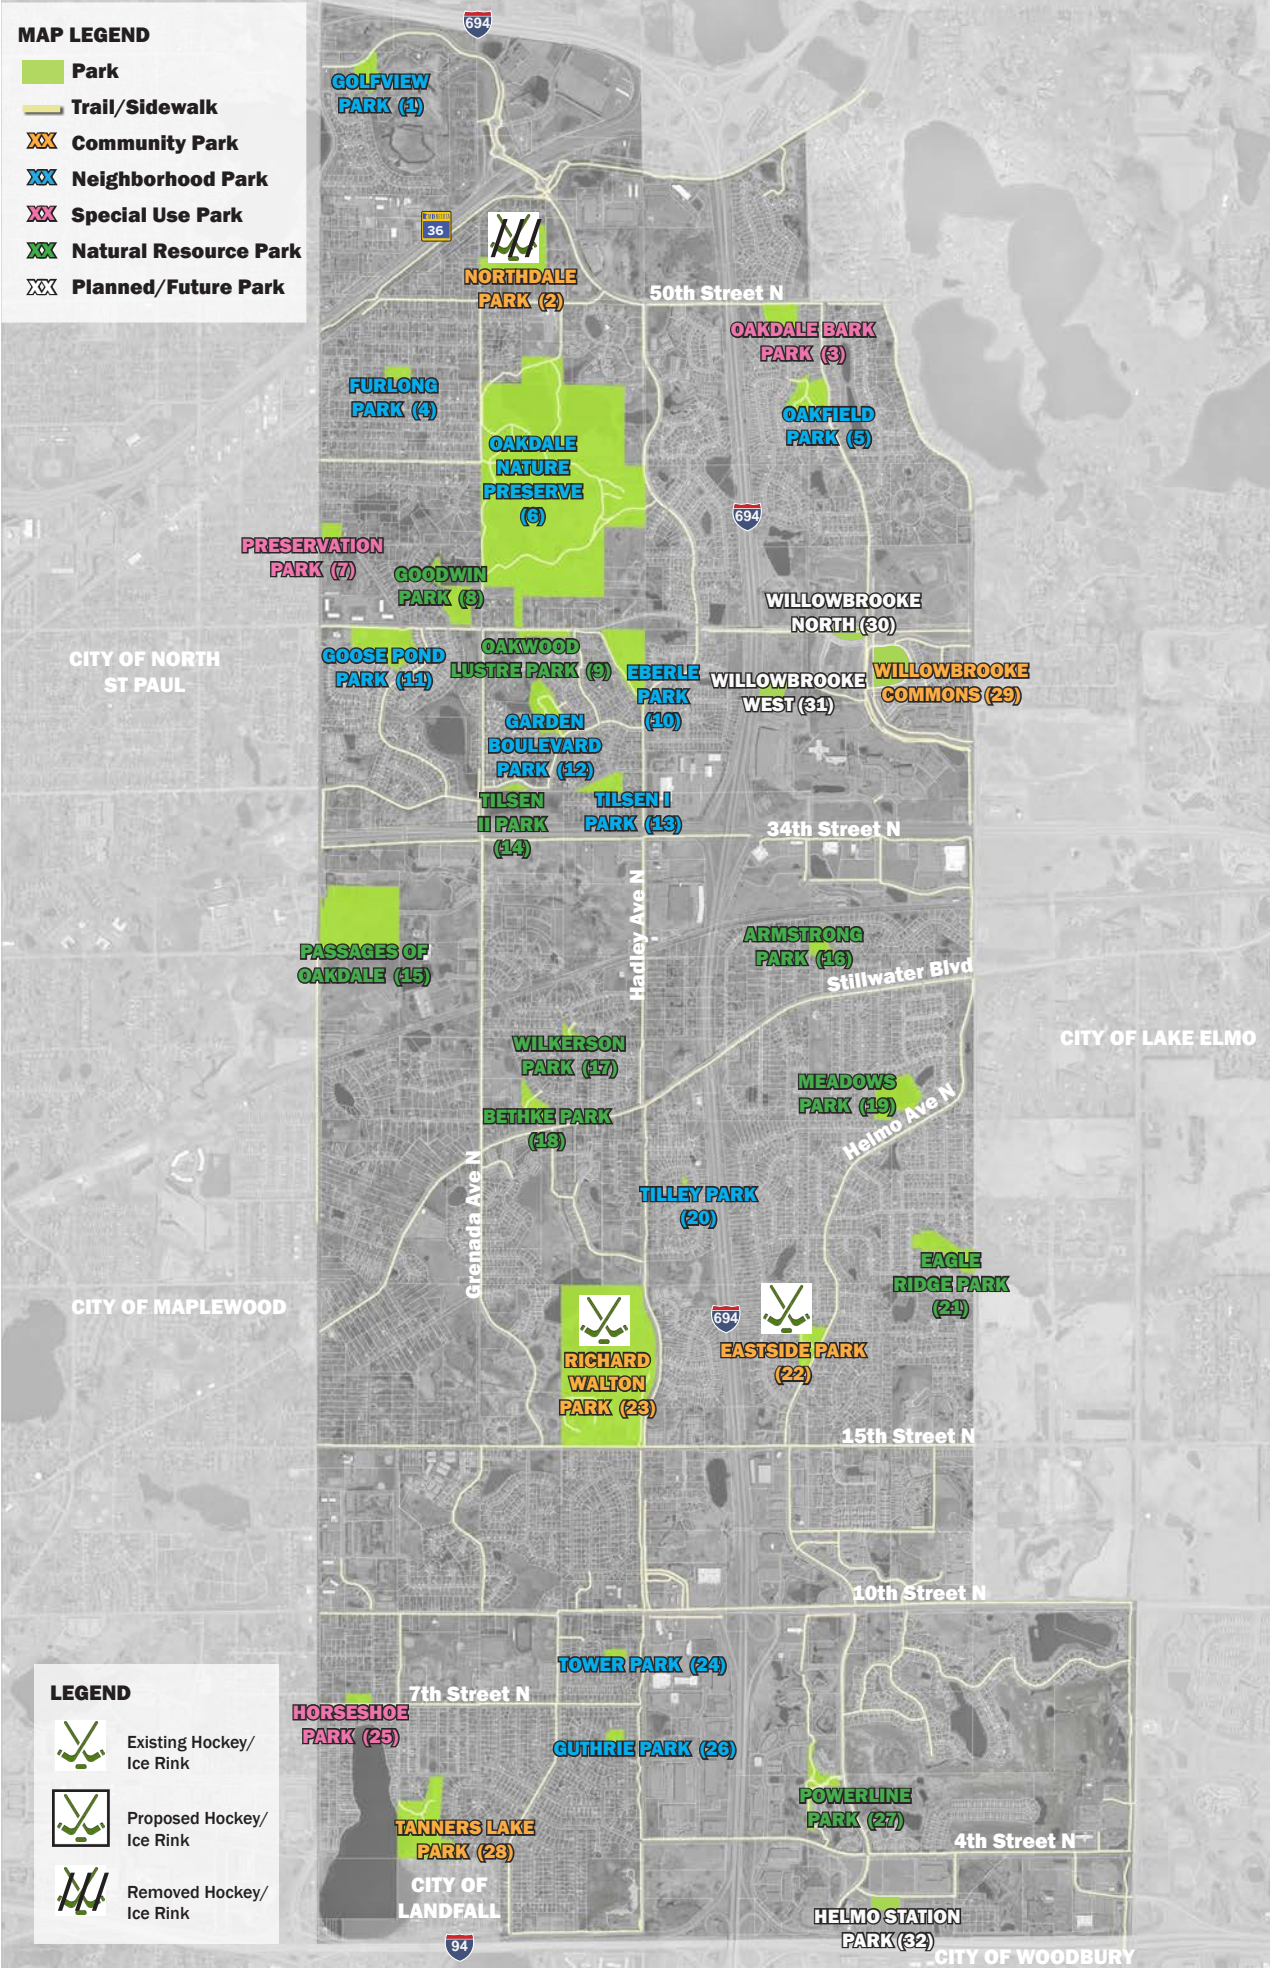 MAP LEGEND
Park
Trail/Sidewalk
XX Community Park
XX Neighborhood Park
XX Special Use Park
XX Natural Resource Park
XX Planned/Future Park
694
GOLFVIEW
PARK (1)
36
NORTHDALE
PARK (2)
50th Street N
OAKDALE BARK
PARK (3)
FURLONG
PARK (4)
OAKFIELD
PARK (5)
OAKDALE
NATURE
PRESERVE
(6)
694
PRESERVATION
PARK (7)
GOODWIN
PARK (8)
WILLOWBROOKE
NORTH (30)
CITY OF NORTH
ST PAUL
GOOSE POND
PARK (11)
OAKWOOD
LUSTRE PARK (9)
EBERLE
PARK
(10)
WILLOWBROOKE
WEST (31)
WILLOWBROOKE
COMMONS (29)
GARDEN
BOULEVARD
PARK (12)
TILSEN
II PARK
(14)
TILSEN I
PARK (13)
34th Street N
Hadley Ave N
PASSAGES OF
OAKDALE (15)
ARMSTRONG
PARK (16)
Stillwater Blvd
CITY OF LAKE ELMO
WILKERSON
PARK (17)
MEADOWS
PARK (19)
Helmo Ave N
BETHKE PARK
(18)
Grenada Ave N
TILLEY PARK
(20)
EAGLE
RIDGE PARK
(21)
CITY OF MAPLEWOOD
694
RICHARD
WALTON
PARK (23)
EASTSIDE PARK
(22)
15th Street N
10th Street N
TOWER PARK (24)
7th Street N
HORSESHOE
PARK (25)
GUTHRIE PARK (26)
POWERLINE
PARK (27)
TANNERS LAKE
PARK (28)
4th Street N
CITY OF
LANDFALL
HELMO STATION
PARK (32)
94
CITY OF WOODBURY
LEGEND
Existing Hockey/
Ice Rink
Proposed Hockey/
Ice Rink
Removed Hockey/
Ice Rink